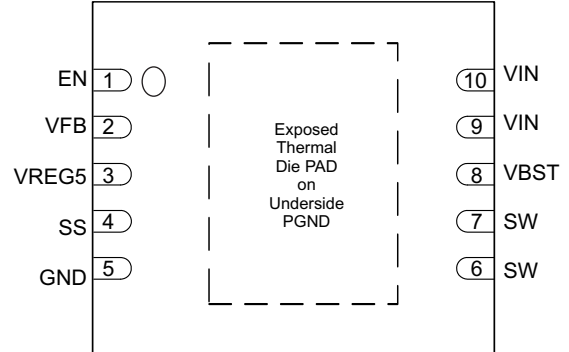 EN 1
VFB 2
VREG5 3
SS 4
GND 5
Exposed
Thermal
Die PAD
on
Underside
PGND
10 VIN
9 VIN
8 VBST
7 SW
6 SW